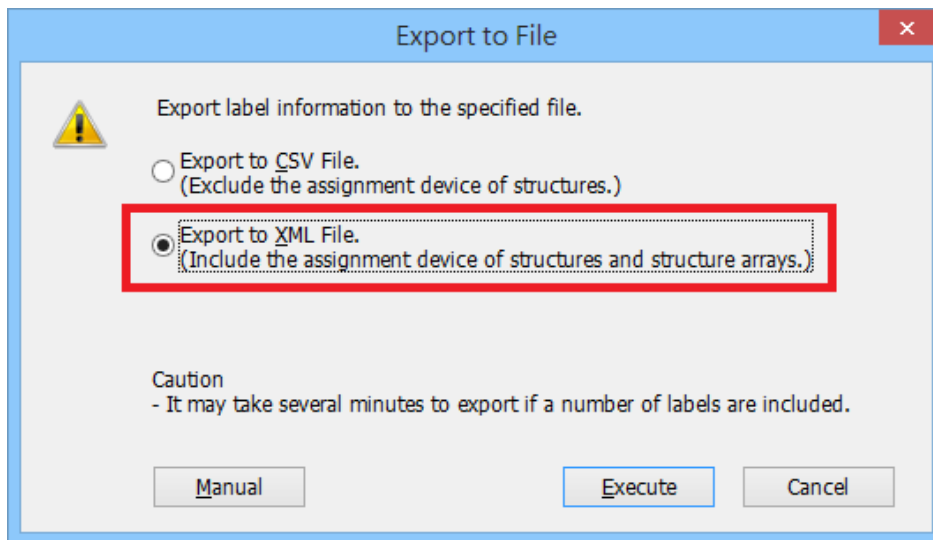 Export to File
Export label information to the specified file.
Export to CSV File.
(Exclude the assignment device of structures.)
Export to XML File.
(Include the assignment device of structures and structure arrays.)
Caution
- It may take several minutes to export if a number of labels are included.
Manual
Execute
Cancel